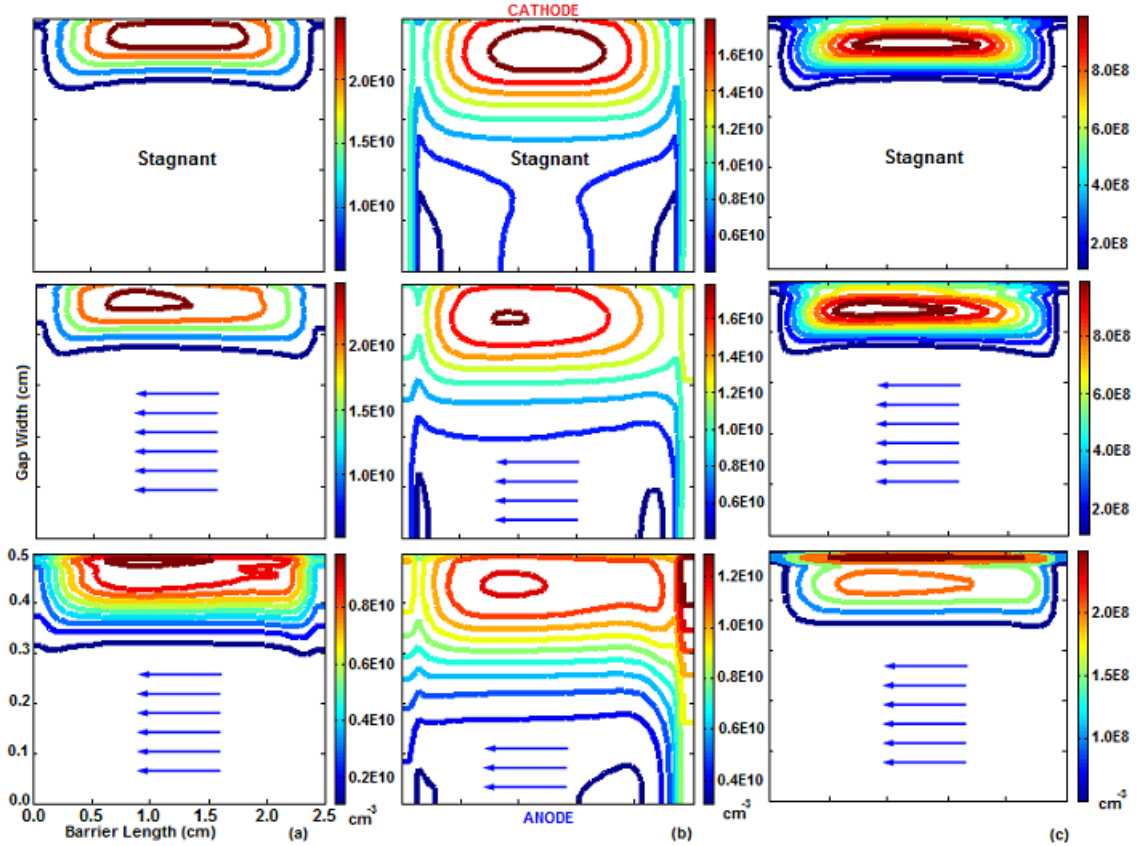 CATHODE
Stagnant
2.0E10
1.5E10
1.0E10
Stagnant
1.6E10
1.4E10
1.2E10
1.0E10
0.8E10
0.6E10
Stagnant
8.0E8
6.0E8
4.0E8
2.0E8
Gap Width (cm)
2.0E10
1.5E10
1.0E10
1.6E10
1.4E10
1.2E10
1.0E10
0.8E10
0.6E10
8.0E8
6.0E8
4.0E8
2.0E8
0.5
0.4
0.3
0.2
0.1
0.0
0.0 0.5 1.0 1.5 2.0 2.5
Barrier Length (cm)
(a)
0.8E10
0.6E10
0.4E10
0.2E10
cm-3
ANODE
(b)
1.2E10
1.0E10
0.8E10
0.6E10
0.4E10
cm-3
(c)
2.0E8
1.5E8
1.0E8
cm-3